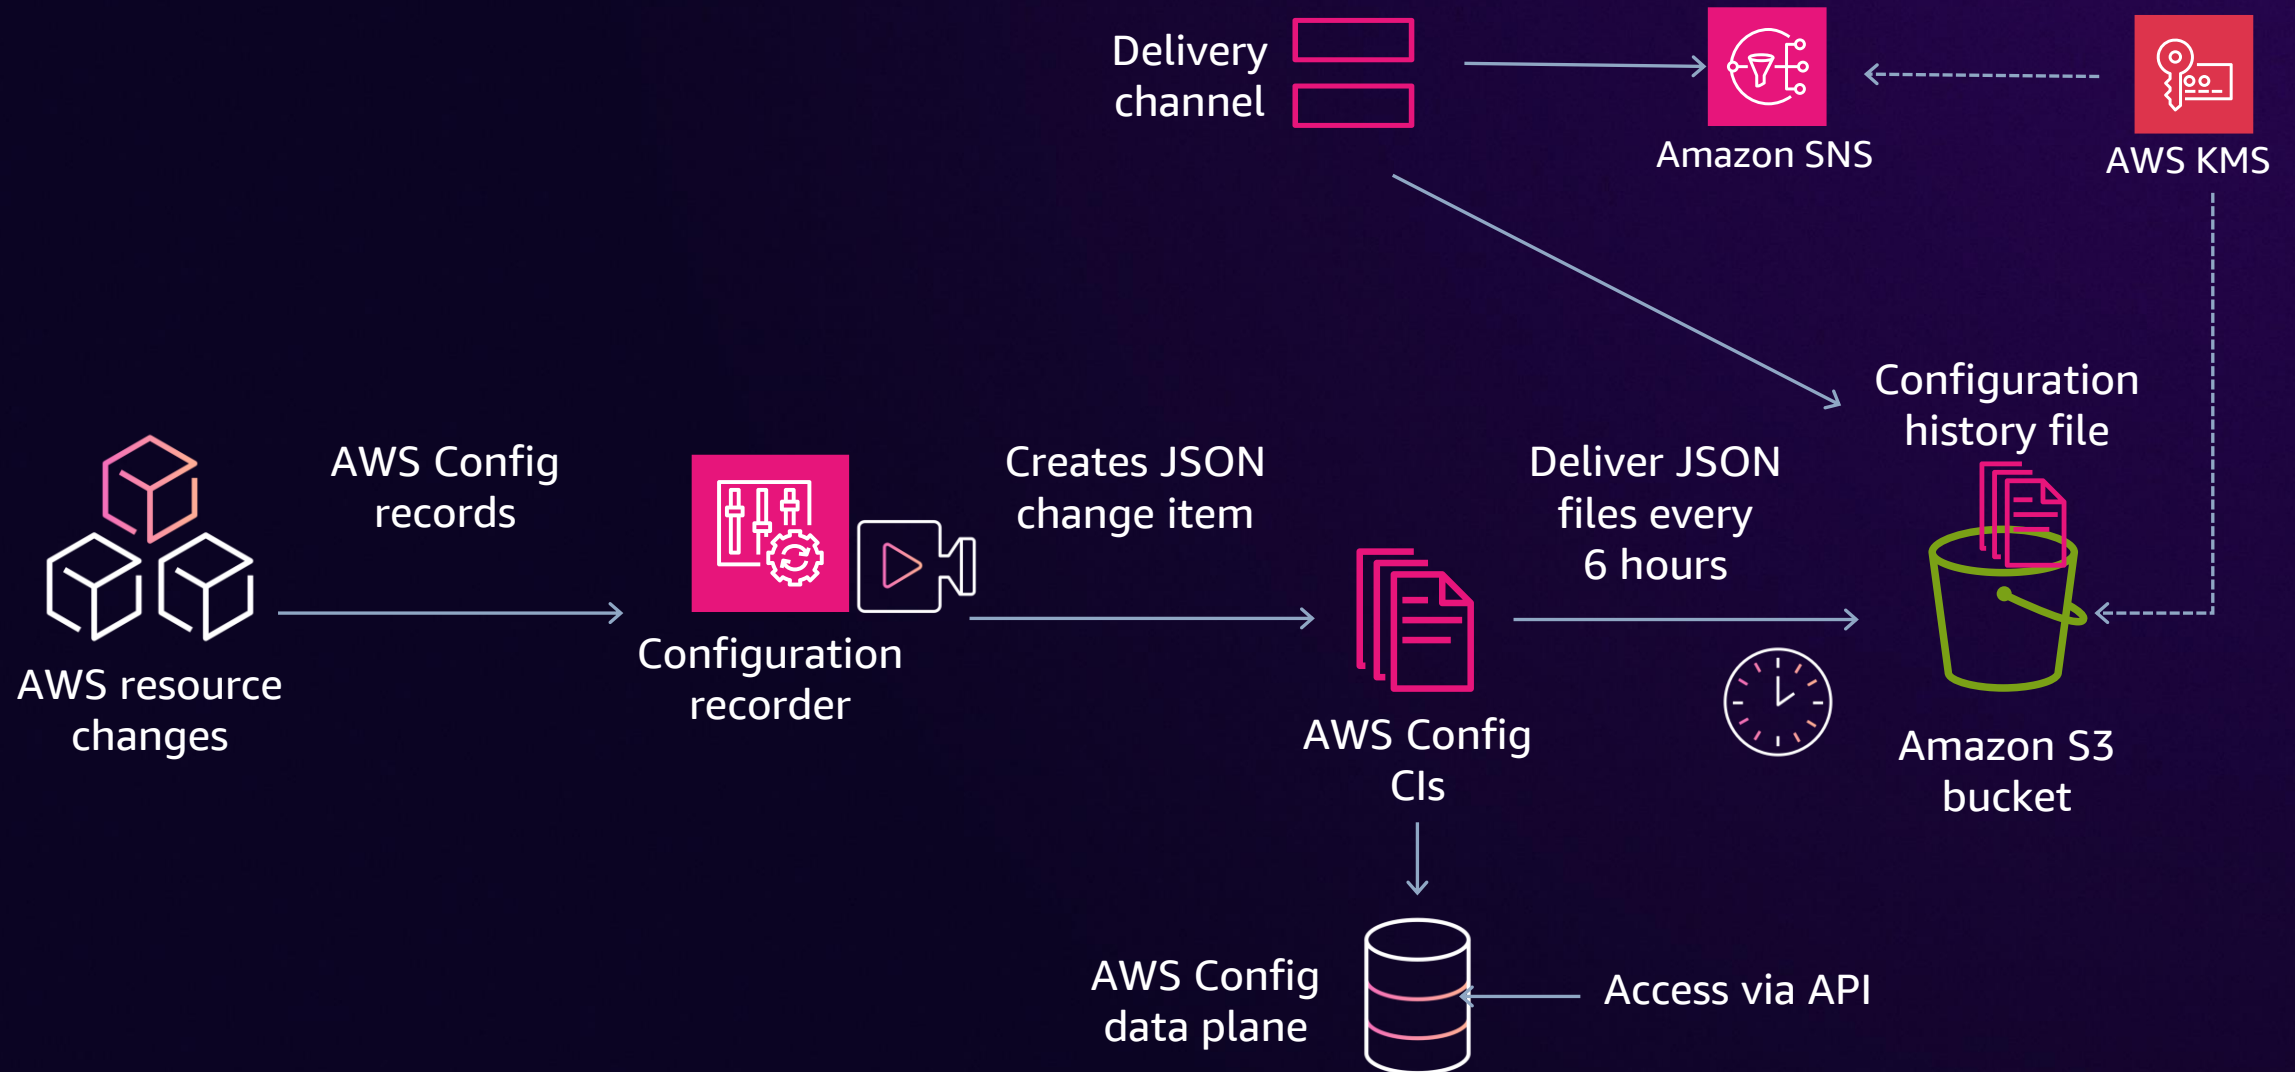 Delivery
channel
Amazon SNS
AWS KMS
Configuration
history file
AWS Config
records
Creates JSON
change item
Deliver JSON
files every
6 hours
Configuration
recorder
AWS resource
changes
AWS Config
CIs
Amazon S3
bucket
AWS Config
data plane
Access via API